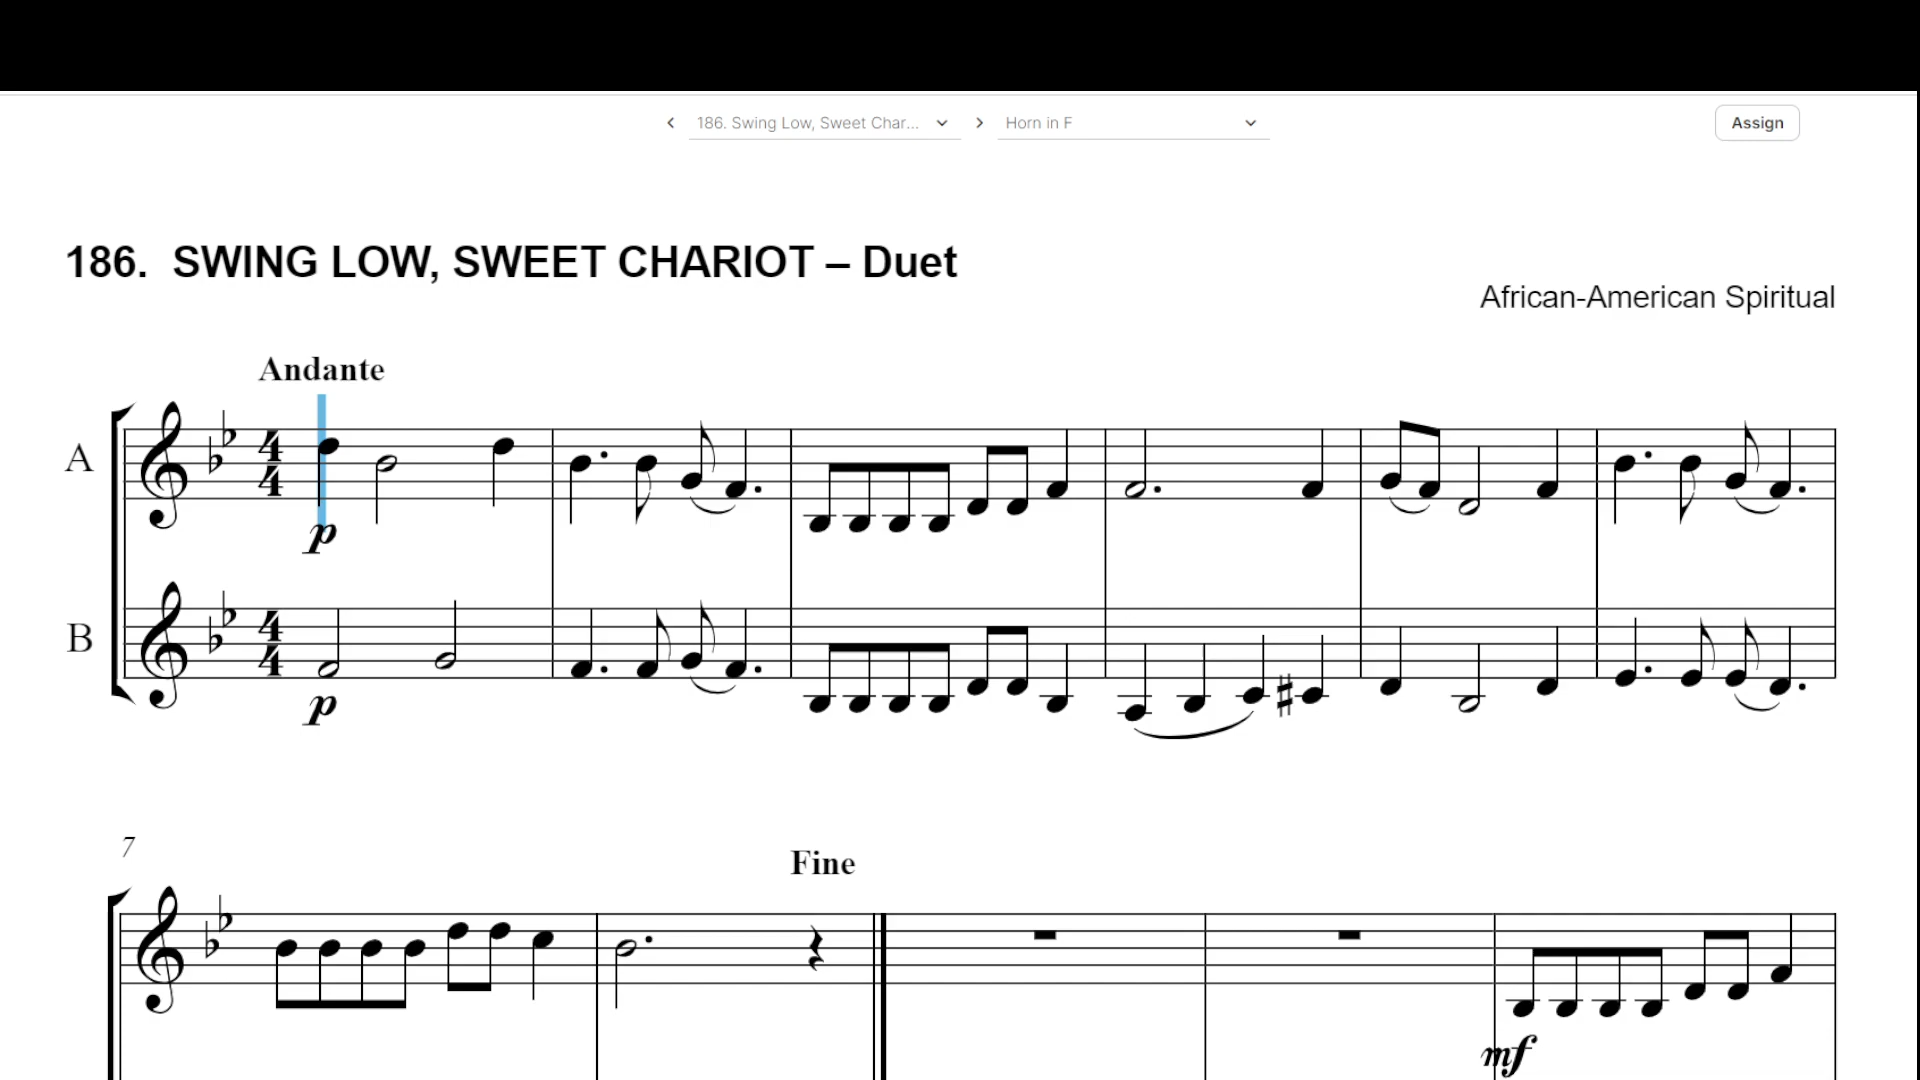 186. Swing Low, Sweet Char... Horn in F Assign
186. SWING LOW, SWEET CHARIOT – Duet
African-American Spiritual
Andante
A
p
B
p
7
Fine
mf